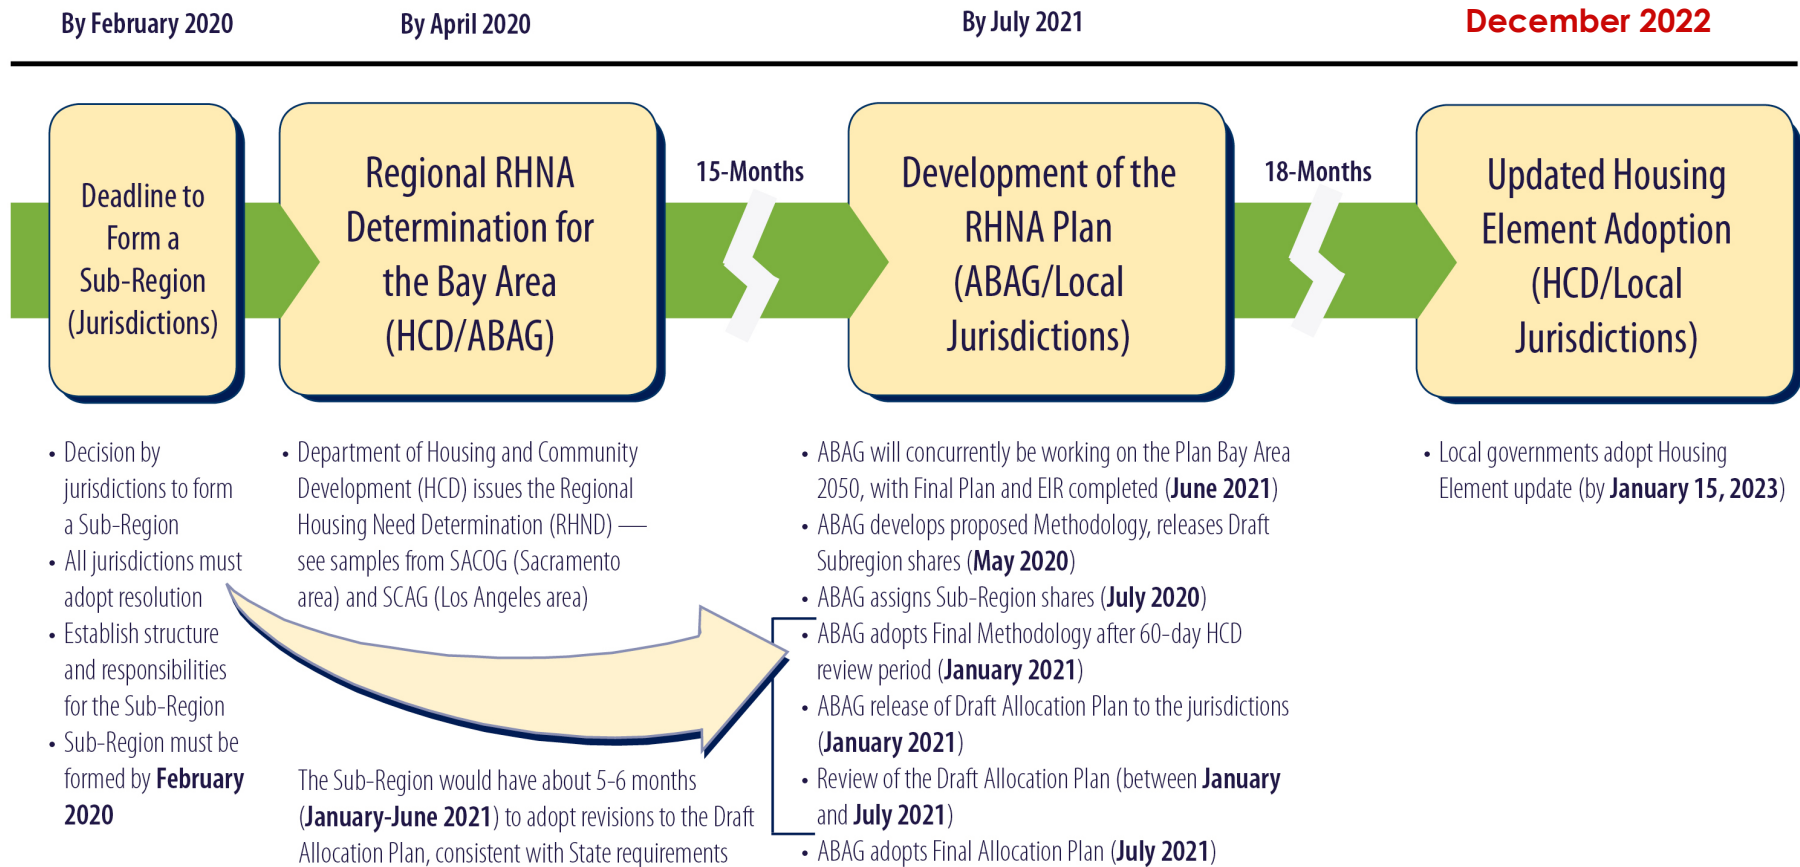 By February 2020
By April 2020
By July 2021
December 2022
Deadline to
Form a
Sub-Region
(Jurisdictions)
Regional RHNA
Determination for
the Bay Area
(HCD/ABAG)
15-Months
Development of the
RHNA Plan
(ABAG/Local
Jurisdictions)
18-Months
Updated Housing
Element Adoption
(HCD/Local
Jurisdictions)
• Decision by
jurisdictions to form
a Sub-Region
• All jurisdictions must
adopt resolution
• Establish structure
and responsibilities
for the Sub-Region
• Sub-Region must be
formed by February
2020
• Department of Housing and Community
Development (HCD) issues the Regional
Housing Need Determination (RHND) —
see samples from SACOG (Sacramento
area) and SCAG (Los Angeles area)
The Sub-Region would have about 5-6 months
(January-June 2021) to adopt revisions to the Draft
Allocation Plan, consistent with State requirements
• ABAG will concurrently be working on the Plan Bay Area
2050, with Final Plan and EIR completed (June 2021)
• ABAG develops proposed Methodology, releases Draft
Subregion shares (May 2020)
• ABAG assigns Sub-Region shares (July 2020)
• ABAG adopts Final Methodology after 60-day HCD
review period (January 2021)
• ABAG release of Draft Allocation Plan to the jurisdictions
(January 2021)
• Review of the Draft Allocation Plan (between January
and July 2021)
• ABAG adopts Final Allocation Plan (July 2021)
• Local governments adopt Housing
Element update (by January 15, 2023)